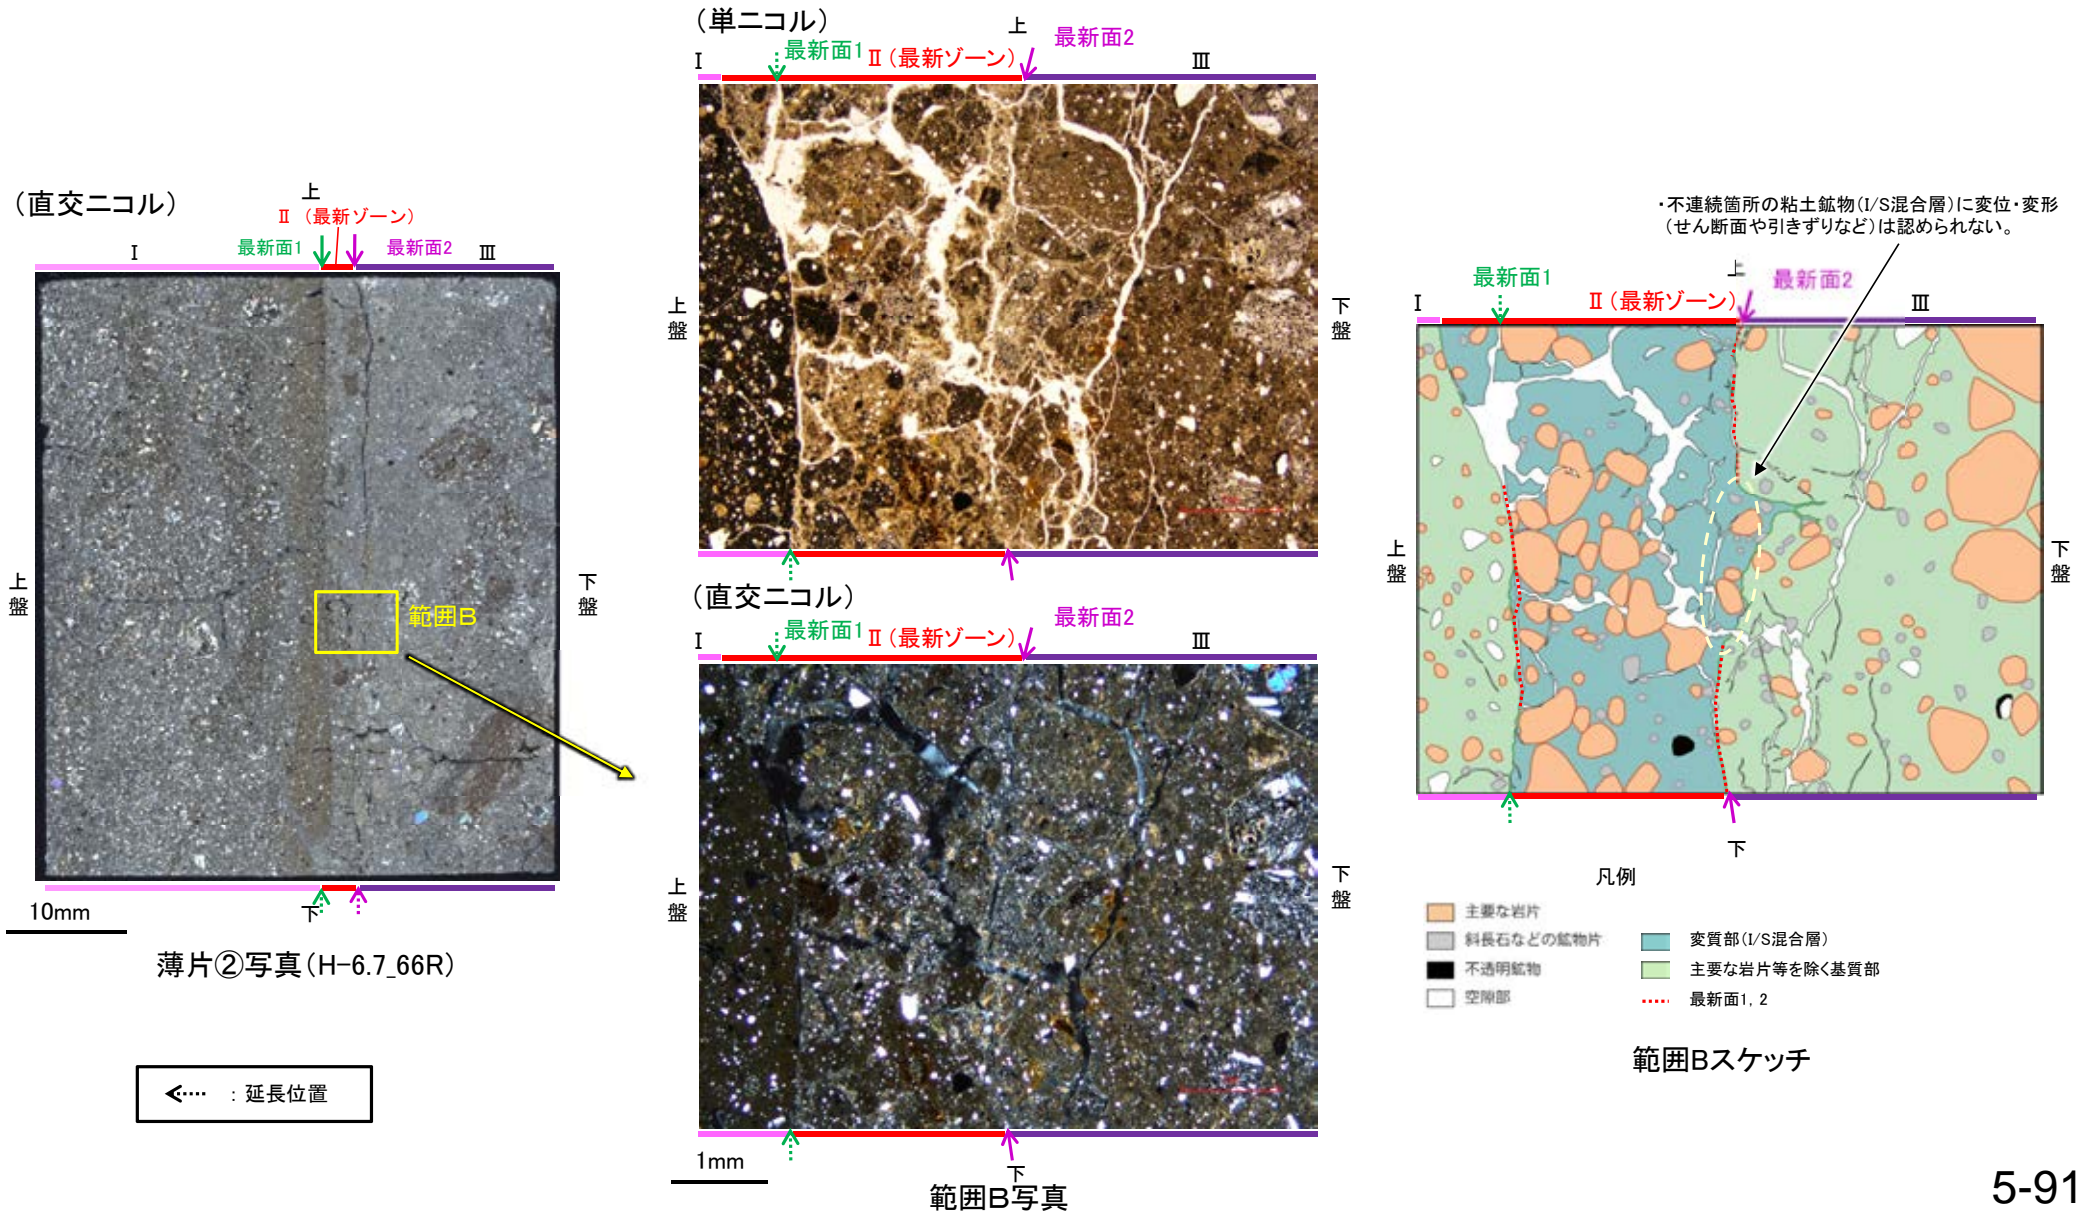 （直交ニコル）
上
Ⅱ（最新ゾーン）
Ⅰ
最新面1
最新面2
Ⅲ
上盤
下盤
範囲B
下
10mm
薄片②写真（H-6.7_66R）
：延長位置
（単ニコル）
上
Ⅰ
最新面1
Ⅱ（最新ゾーン）
最新面2
Ⅲ
上盤
下盤
（直交ニコル）
Ⅰ
最新面1
Ⅱ（最新ゾーン）
最新面2
Ⅲ
上盤
下盤
1mm
下
範囲B写真
・不連続箇所の粘土鉱物（I/S混合層）に変位・変形
（せん断面や引きずりなど）は認められない。
上
最新面1
最新面2
Ⅰ
Ⅱ（最新ゾーン）
Ⅲ
上盤
下盤
下
凡例
主要な岩片
斜長石などの鉱物片
不透明鉱物
空隙部
変質部（I/S混合層）
主要な岩片等を除く基質部
最新面1，2
範囲Bスケッチ
5-91